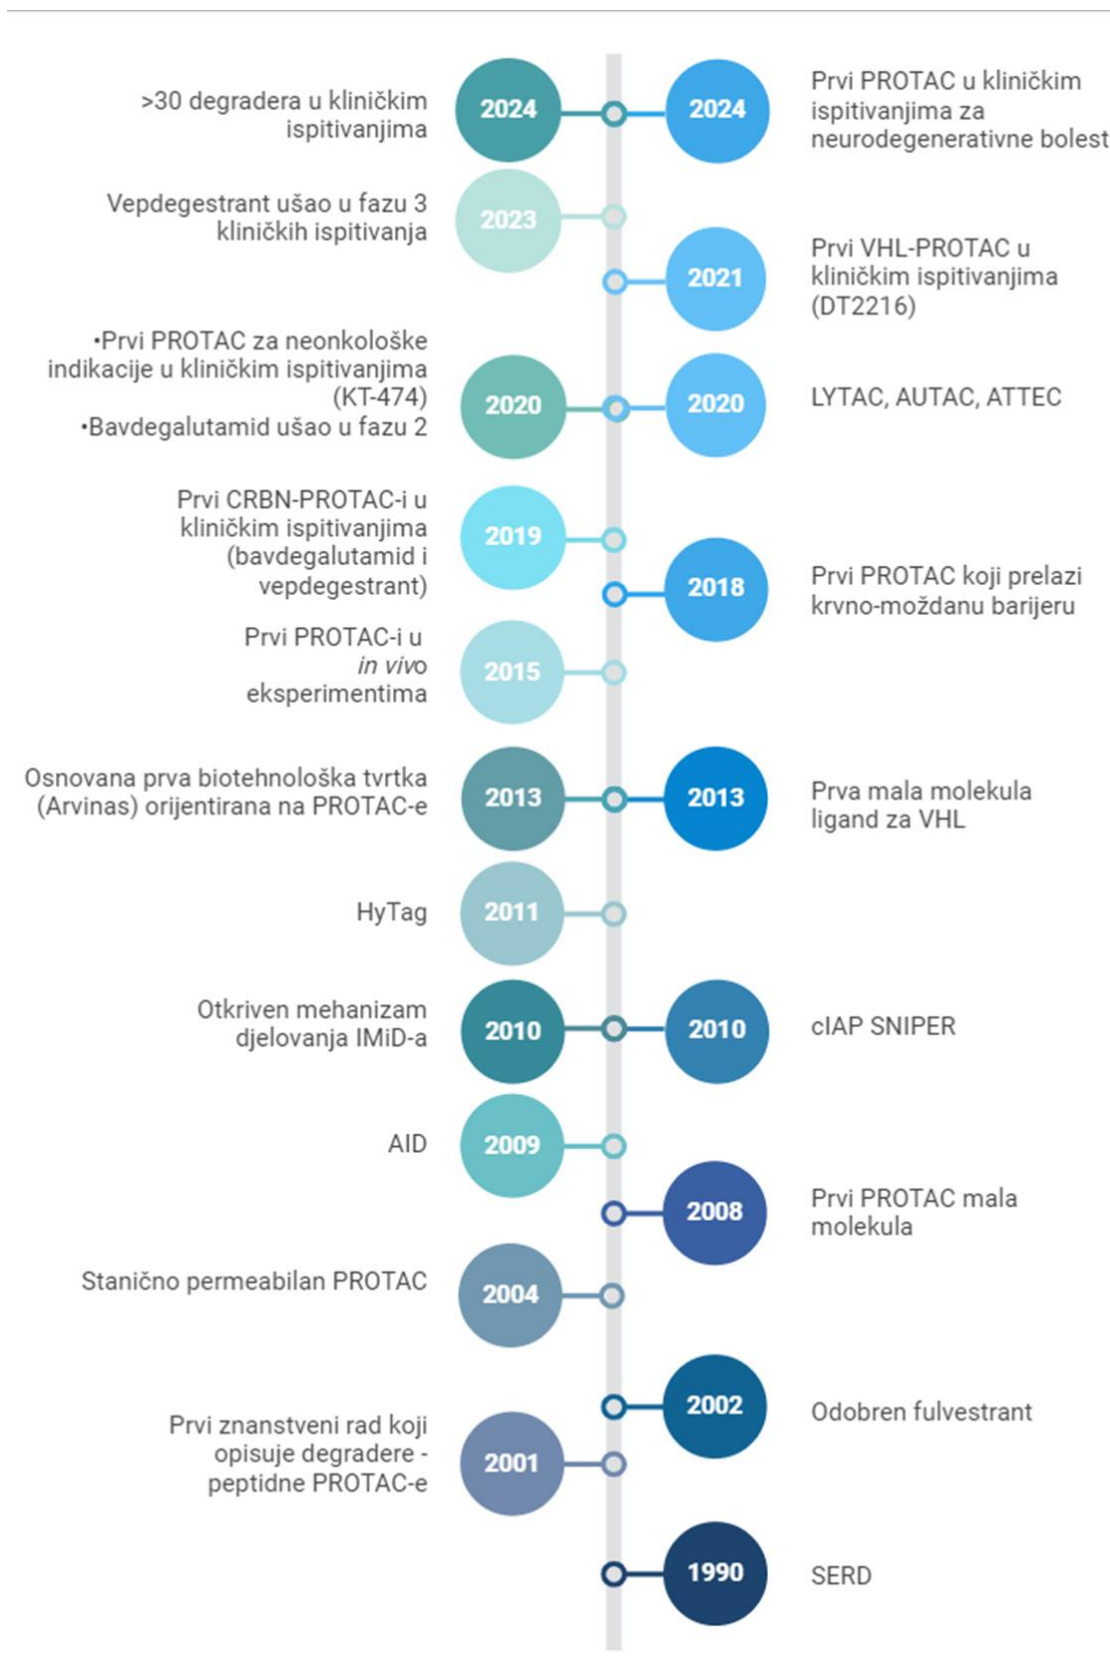 >30 degradera u kliničkim
ispitivanjima
2024
2024
Prvi PROTAC u kliničkim
ispitivanjima za
neurodegenerativne bolest
Vepdegestrant ušao u fazu 3
kliničkih ispitivanja
2023
2021
Prvi VHL-PROTAC u
kliničkim ispitivanjima
(DT2216)
•Prvi PROTAC za neonkološke
indikacije u kliničkim ispitivanjima
(KT-474)
•Bavdegalutamid ušao u fazu 2
2020
2020
LYTAC, AUTAC, ATTEC
Prvi CRBN-PROTAC-i u
kliničkim ispitivanjima
(bavdegalutamid i
vepdegestrant)
2019
2018
Prvi PROTAC koji prelazi
krvno-moždanu barijeru
Prvi PROTAC-i u
in vivo
eksperimentima
2015
Osnovana prva biotehnološka tvrtka
(Arvinas) orijentirana na PROTAC-e
2013
2013
Prva mala molekula
ligand za VHL
HyTag
2011
Otkriven mehanizam
djelovanja IMiD-a
2010
2010
cIAP SNIPER
AID
2009
2008
Prvi PROTAC mala
molekula
Stanično permeabilan PROTAC
2004
2002
Odobren fulvestrant
Prvi znanstveni rad koji
opisuje degradere -
peptidne PROTAC-e
2001
1990
SERD